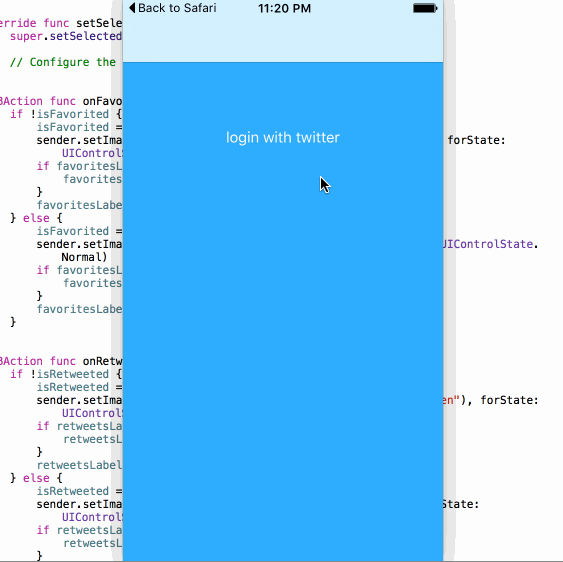 Back to Safari 11:20 PM
login with twitter
erride func setSele
super.setSelected
// Configure the
BAction func onFavo
if !isFavorited {
isFavorited =
sender.setIma forState:
UIControlS
if favoritesL
favorites
}
favoritesLabe
} else {
isFavorited =
sender.setIma UIControlState.
Normal)
if favoritesL
favorites
}
favoritesLabe
}
BAction func onRetw
if !isRetweeted {
isRetweeted =
sender.setIma en"), forState:
UIControlS
if retweetsLa
retweetsL
}
retweetsLabel
} else {
isRetweeted =
sender.setIma State:
UIControlS
if retweetsLa
retweetsL
}